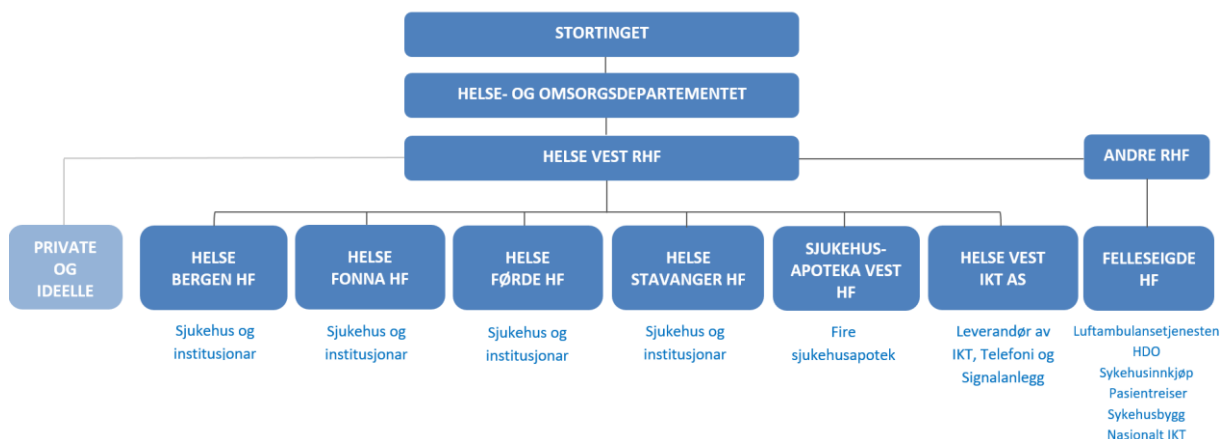 STORTINGET
HELSE- OG OMSORGSDEPARTEMENTET
HELSE VEST RHF
ANDRE RHF
PRIVATE
OG
IDEELLE
HELSE
BERGEN HF
HELSE
FONNA HF
HELSE
FØRDE HF
HELSE
STAVANGER HF
SJUKEHUS-
APOTEKA VEST
HF
HELSE VEST
IKT AS
FELLESEIGDE
HF
Sjukehus og
institusjonar
Sjukehus og
institusjonar
Sjukehus og
institusjonar
Sjukehus og
institusjonar
Fire
sjukehusapotek
Leverandør av
IKT, Telefoni og
Signalanlegg
Luftambulansetjenesten
HDO
Sykehusinnkjøp
Pasientreiser
Sykehusbygg
Nasjonalt IKT